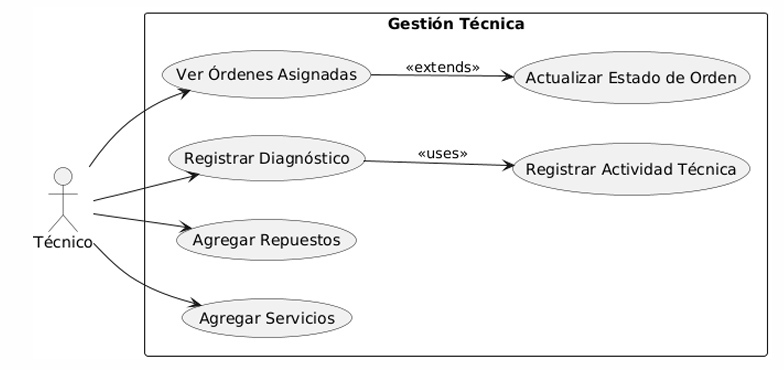 Gestión Técnica
Ver Órdenes Asignadas
«extends»
Actualizar Estado de Orden
Registrar Diagnóstico
«uses»
Registrar Actividad Técnica
Técnico
Agregar Repuestos
Agregar Servicios